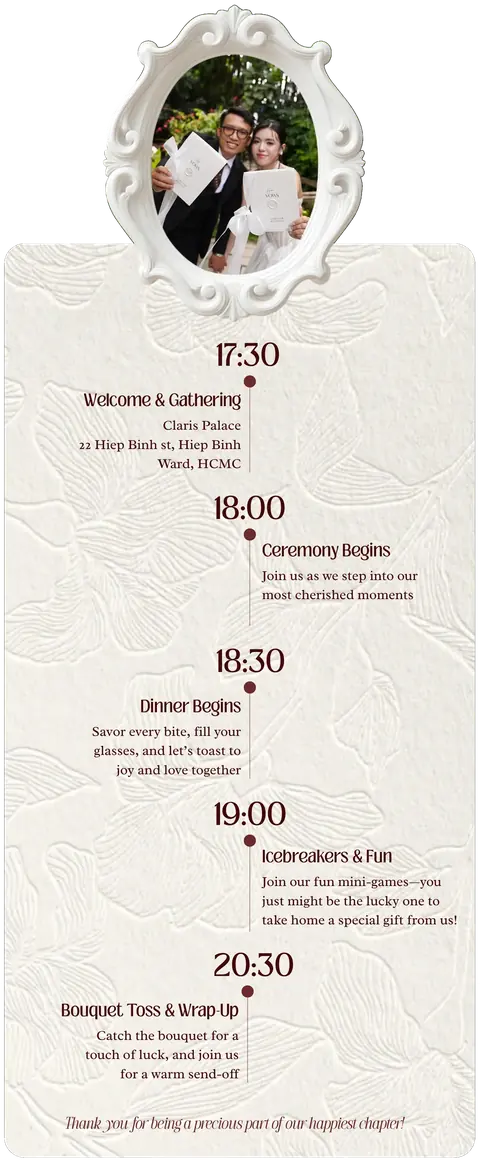 17:30
Welcome & Gathering
Claris Palace
22 Hiep Binh st, Hiep Binh
Ward, HCMC
18:00
Ceremony Begins
Join us as we step into our
most cherished moments
18:30
Dinner Begins
Savor every bite, fill your
glasses, and let's toast to
joy and love together
19:00
Icebreakers & Fun
Join our fun mini-games—you
just might be the lucky one to
take home a special gift from us!
20:30
Bouquet Toss & Wrap-Up
Catch the bouquet for a
touch of luck, and join us
for a warm send-off
Thank you for being a precious part of our happiest chapter!